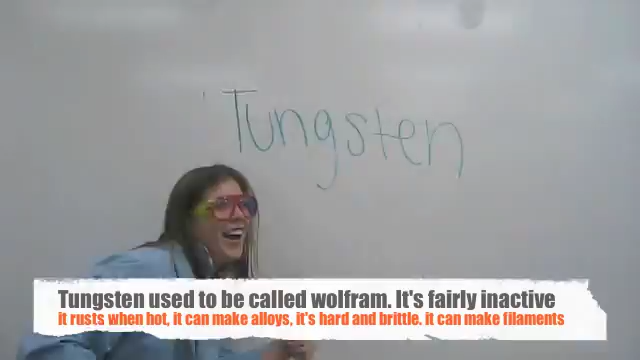 Tungsten
Tungsten used to be called wolfram. It's fairly inactive
it rusts when hot, it can make alloys, it's hard and brittle. it can make filaments